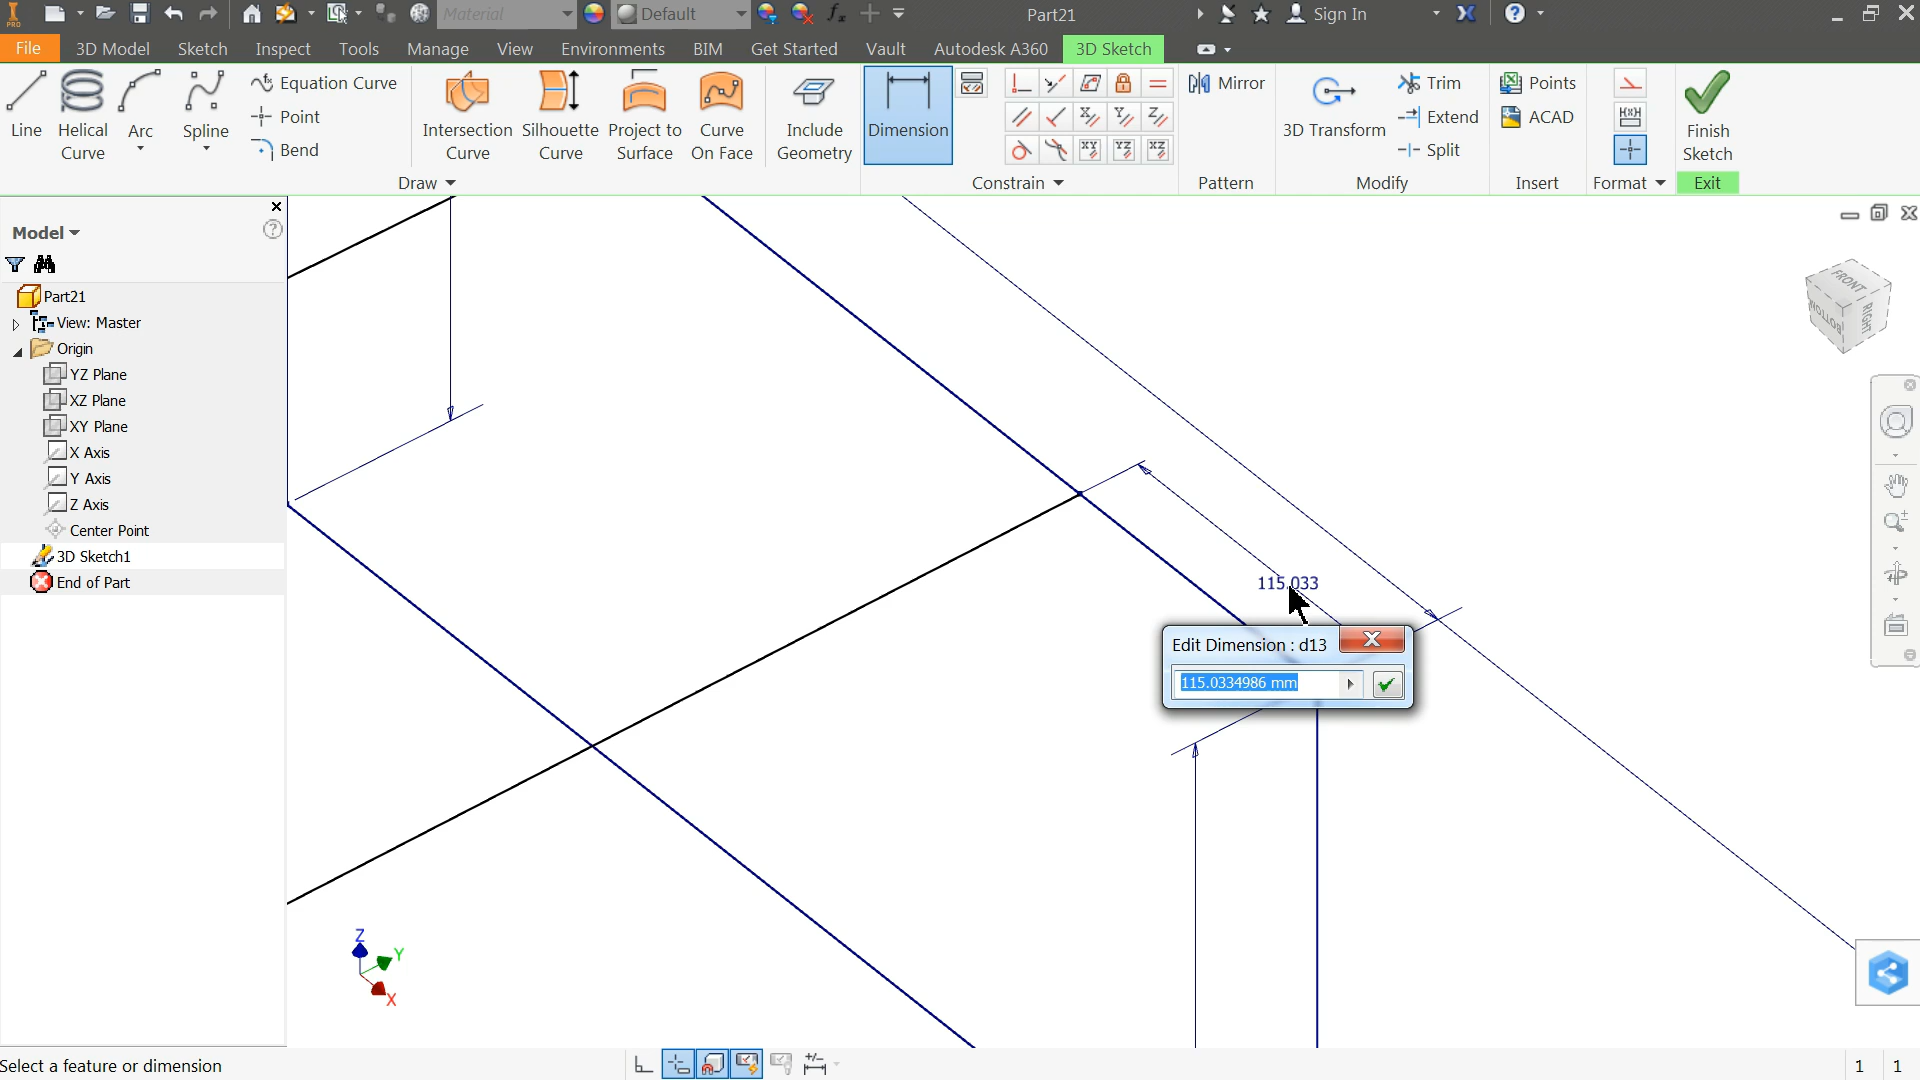 PRO
Material
Default
fx
Part21
Sign In
File
3D Model
Sketch
Inspect
Tools
Manage
View
Environments
BIM
Get Started
Vault
Autodesk A360
3D Sketch
Line
Helical
Curve
Arc
Spline
Equation Curve
Point
Bend
Intersection
Curve
Silhouette
Curve
Project to
Surface
Curve
On Face
Include
Geometry
Dimension
Mirror
3D Transform
Trim
Extend
Split
Points
ACAD
Finish
Sketch
Draw
Constrain
Pattern
Modify
Insert
Format
Exit
Model
Part21
View: Master
Origin
YZ Plane
XZ Plane
XY Plane
X Axis
Y Axis
Z Axis
Center Point
3D Sketch1
End of Part
FRONT
BOTTOM
RIGHT
115.033
Edit Dimension : d13
115.0334986 mm
Z
Y
X
Select a feature or dimension
1
1